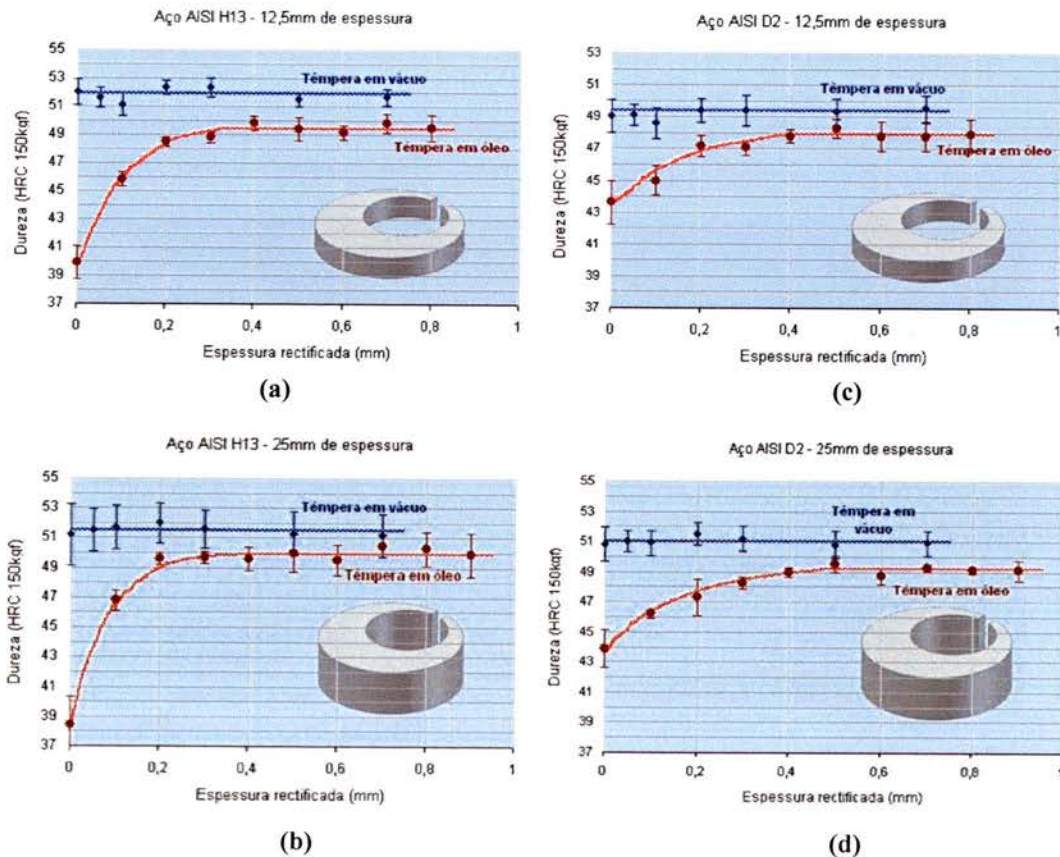 Aço AISI H13 - 12,5mm de espessura
Dureza (HRC 150kgf)
55
53
51
49
47
45
43
41
39
37
Têmpera em vácuo
Têmpera em óleo
0
0,2
0,4
0,6
0,8
1
Espessura rectificada (mm)
(a)
Aço AISI D2 - 12,5mm de espessura
Dureza (HRC 150kgf)
53
51
49
47
45
43
41
39
37
Têmpera em vácuo
Têmpera em óleo
0
0,2
0,4
0,6
0,8
1
Espessura rectificada (mm)
(c)
Aço AISI H13 - 25mm de espessura
Dureza (HRC 150kgf)
55
53
51
49
47
45
43
41
39
37
Têmpera em vácuo
Têmpera em óleo
0
0,2
0,4
0,6
0,8
1
Espessura rectificada (mm)
(b)
Aço AISI D2 - 25mm de espessura
Dureza (HRC 150kgf)
55
53
51
49
47
45
43
41
39
37
Têmpera em
vácuo
Têmpera em óleo
0
0,2
0,4
0,6
0,8
1
Espessura rectificada (mm)
(d)